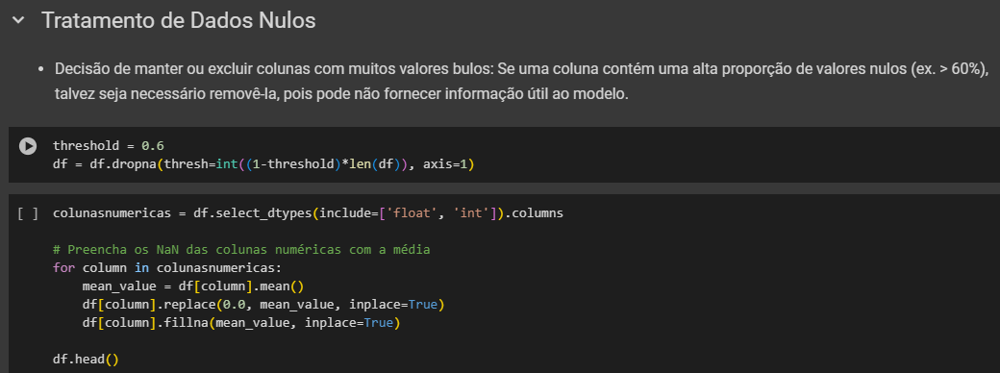 Tratamento de Dados Nulos
• Decisão de manter ou excluir colunas com muitos valores bulos: Se uma coluna contém uma alta proporção de valores nulos (ex. > 60%),
talvez seja necessário removê-la, pois pode não fornecer informação útil ao modelo.
threshold = 0.6
df = df.dropna(thresh=int((1-threshold)*len(df)), axis=1)
[ ] colunasnumericas = df.select_dtypes(include=['float', 'int']).columns
# Preencha os NaN das colunas numéricas com a média
for column in colunasnumericas:
    mean_value = df[column].mean()
    df[column].replace(0.0, mean_value, inplace=True)
    df[column].fillna(mean_value, inplace=True)
df.head()